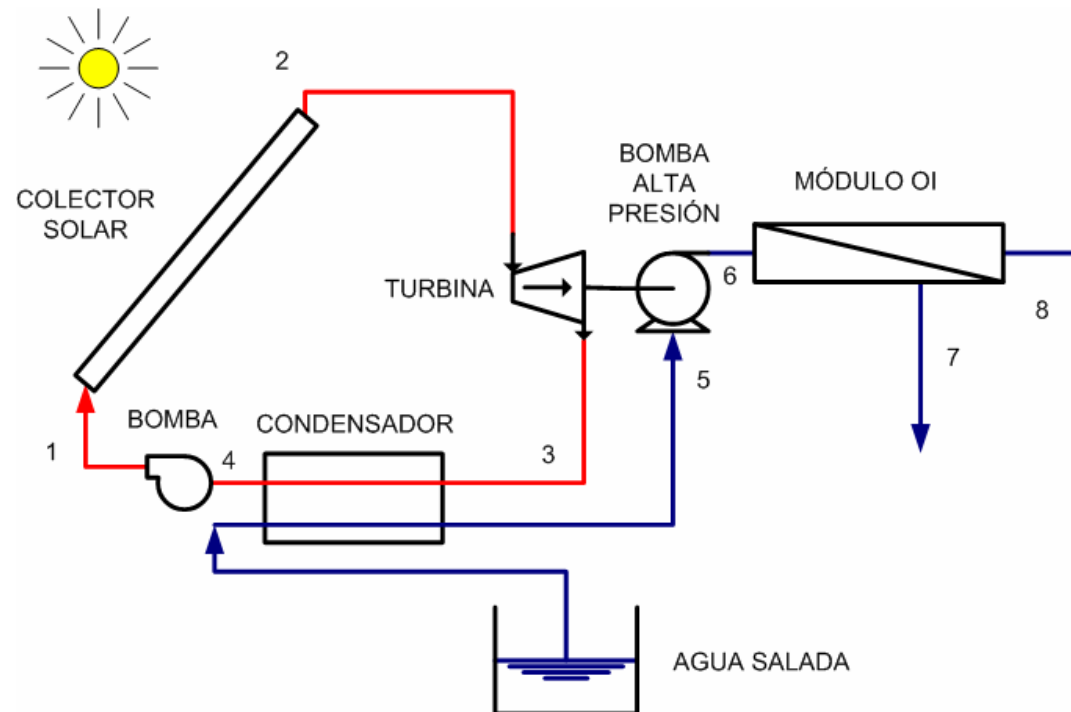 2
COLECTOR
SOLAR
BOMBA
ALTA
PRESIÓN
MÓDULO OI
TURBINA
6
8
7
5
BOMBA
CONDENSADOR
1
4
3
AGUA SALADA